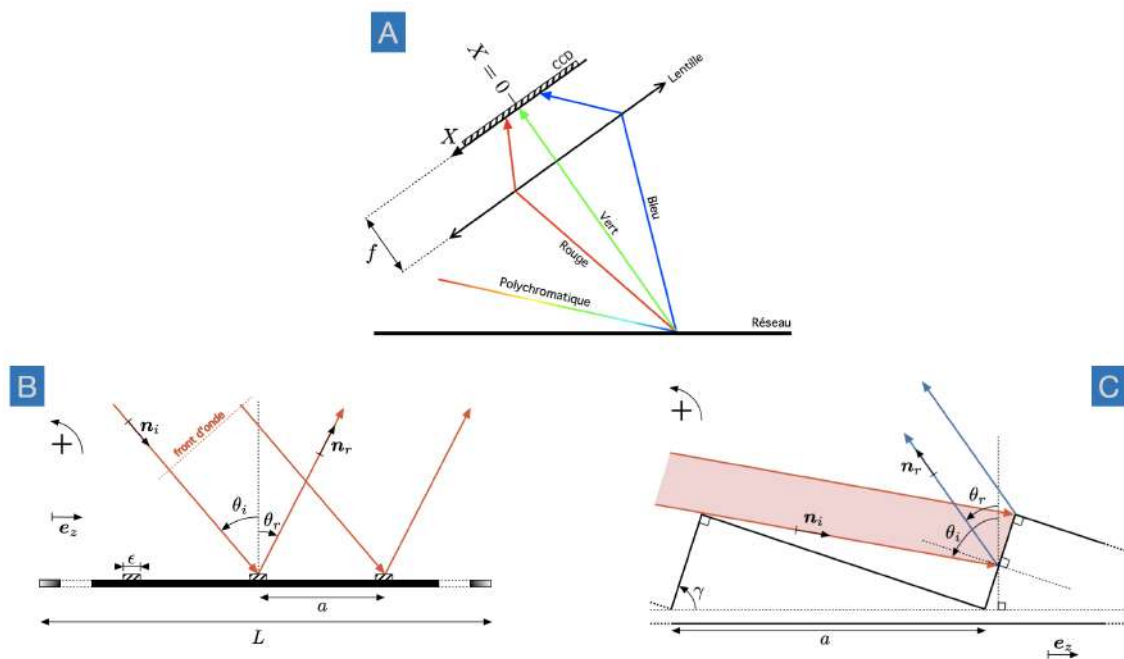 A
X = 0
CCD
Lentille
X
f
Rouge
Vert
Bleu
Polychromatique
Réseau
B
+
n_i
front d'onde
n_r
θ_i
θ_r
e_z
ϵ
a
L
C
+
n_r
θ_r
n_i
θ_i
γ
a
e_z